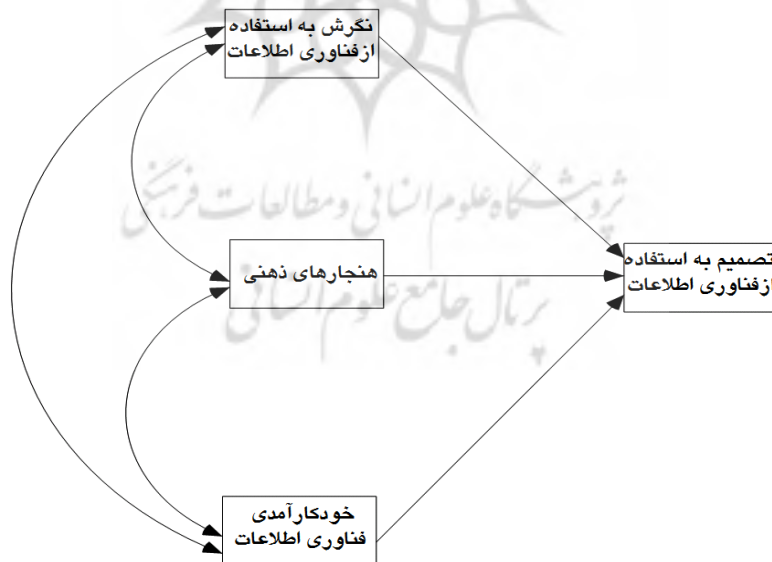 نگرش به استفاده
ازفناوری اطلاعات
پژوهشگاه علوم انسانی و مطالعات فرهنگی
هنجارهای ذهنی
تصمیم به استفاده
ازفناوری اطلاعات
پرتال جامع علوم انسانی
خودکارآمدی
فناوری اطلاعات